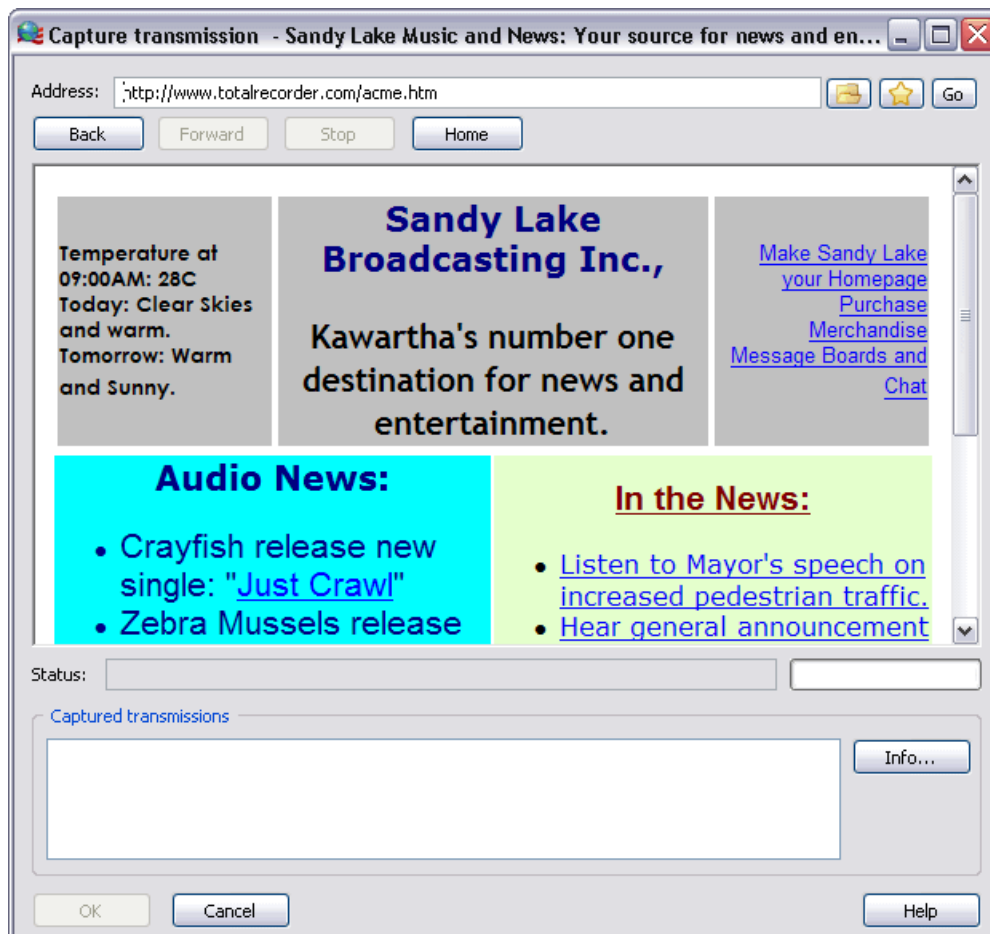 Capture transmission - Sandy Lake Music and News: Your source for news and en...
Address: http://www.totalrecorder.com/acme.htm Go
Back Forward Stop Home
Temperature at
09:00AM: 28C
Today: Clear Skies
and warm.
Tomorrow: Warm
and Sunny.
Sandy Lake
Broadcasting Inc.,
Kawartha's number one
destination for news and
entertainment.
Make Sandy Lake
your Homepage
Purchase
Merchandise
Message Boards and
Chat
Audio News:
• Crayfish release new
single: "Just Crawl"
• Zebra Mussels release
In the News:
• Listen to Mayor's speech on
increased pedestrian traffic.
• Hear general announcement
Status:
Captured transmissions
Info...
OK Cancel Help